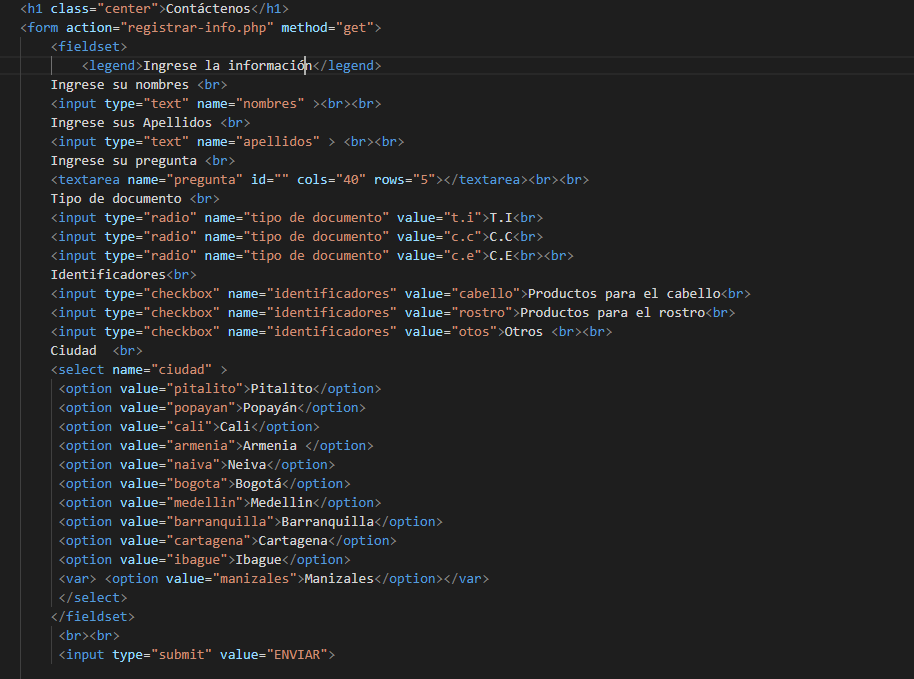 <h1 class="center">Contáctenos</h1>
<form action="registrar-info.php" method="get">
<fieldset>
<legend>Ingrese la información</legend>
Ingrese su nombres <br>
<input type="text" name="nombres" ><br><br>
Ingrese sus Apellidos <br>
<input type="text" name="apellidos" > <br><br>
Ingrese su pregunta <br>
<textarea name="pregunta" id="" cols="40" rows="5"></textarea><br><br>
Tipo de documento <br>
<input type="radio" name="tipo de documento" value="t.i">T.I<br>
<input type="radio" name="tipo de documento" value="c.c">C.C<br>
<input type="radio" name="tipo de documento" value="c.e">C.E<br><br>
Identificadores<br>
<input type="checkbox" name="identificadores" value="cabello">Productos para el cabello<br>
<input type="checkbox" name="identificadores" value="rostro">Productos para el rostro<br>
<input type="checkbox" name="identificadores" value="otos">Otros <br><br>
Ciudad  <br>
<select name="ciudad" >
<option value="pitalito">Pitalito</option>
<option value="popayan">Popayán</option>
<option value="cali">Cali</option>
<option value="armenia">Armenia </option>
<option value="naiva">Neiva</option>
<option value="bogota">Bogotá</option>
<option value="medellin">Medellin</option>
<option value="barranquilla">Barranquilla</option>
<option value="cartagena">Cartagena</option>
<option value="ibague">Ibague</option>
<var> <option value="manizales">Manizales</option></var>
</select>
</fieldset>
<br><br>
<input type="submit" value="ENVIAR">